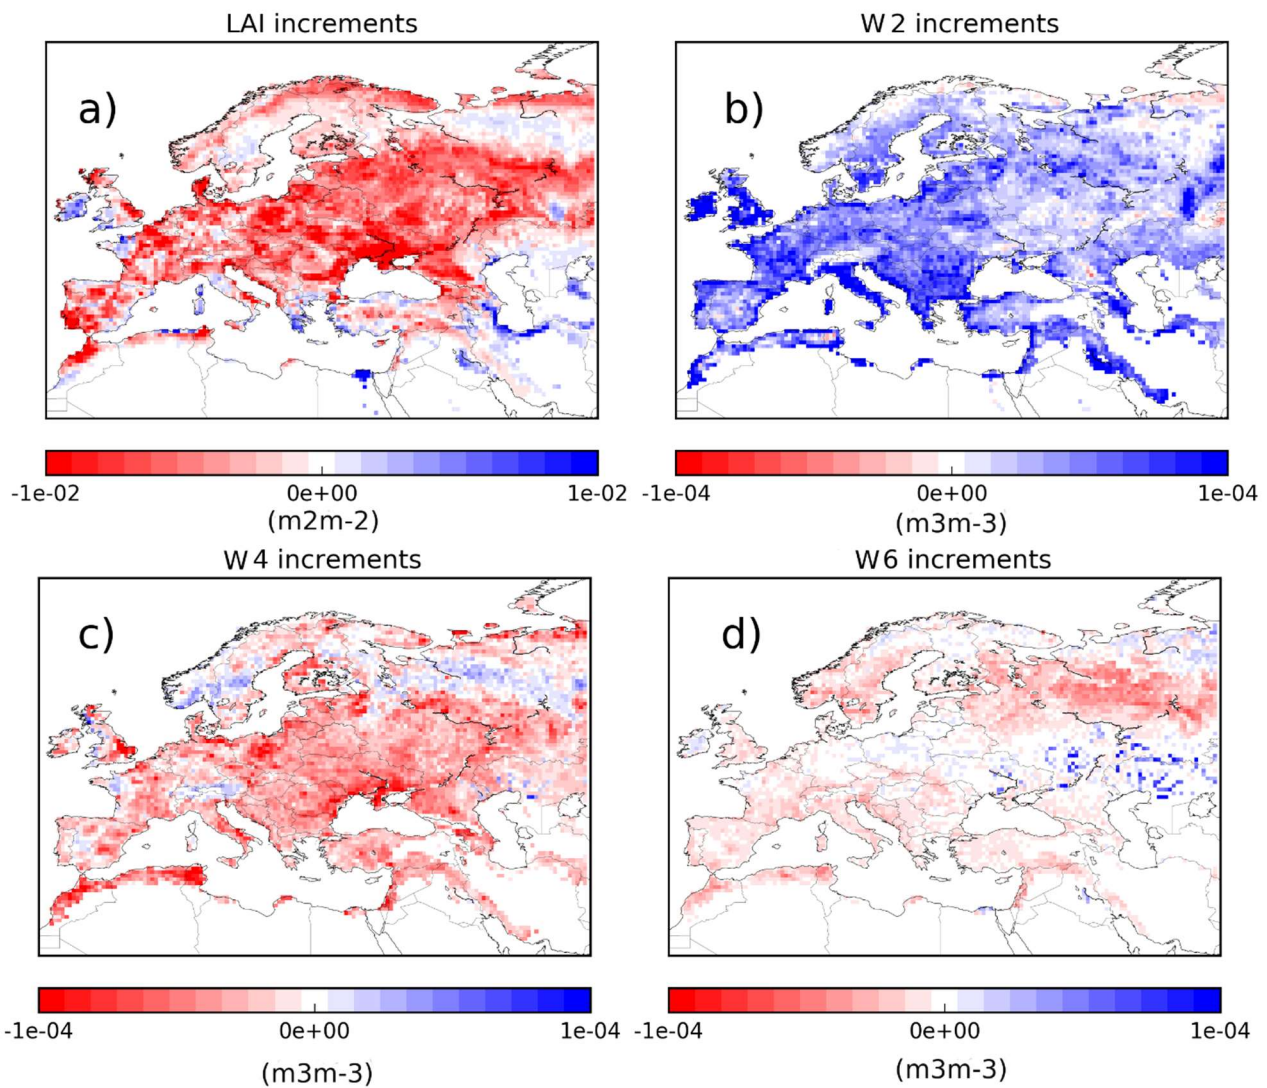 LAI increments
W2 increments
a)
b)
-1e-02 0e+00 1e-02
(m2m-2)
-1e-04 0e+00 1e-04
(m3m-3)
W4 increments
W6 increments
c)
d)
-1e-04 0e+00 1e-04
(m3m-3)
-1e-04 0e+00 1e-04
(m3m-3)